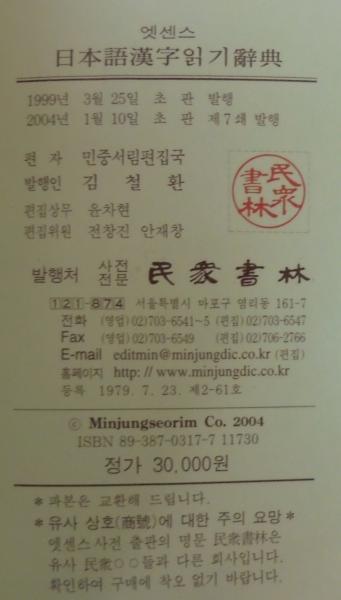 엣센스
日本語漢字읽기辭典
1999년 3월 25일 초 판 발행
2004년 1월 10일 초 판 제7쇄 발행
편 자 민중서림편집국
발행인 김 철 환
편집상무 윤차현
편집위원 전창진 안재창
民衆書林
발행처 사전전문 民衆書林
121-874 서울특별시 마포구 염리동 161-7
전화 (영업)02)703-6541~5 (편집)02)703-6547
Fax (영업)02)703-6549 (편집)02)706-2766
E-mail editmin@minjungdic.co.kr (편집)
홈페이지 http://www.minjungdic.co.kr
등록 1979. 7. 23. 제2-61호
ⓒ Minjungseorim Co. 2004
ISBN 89-387-0317-7 11730
정가 30,000원
*파본은 교환해 드립니다.
*유사 상호(商號)에 대한 주의 요망*
엣센스사전 출판의 명문 民衆書林은
유사 民衆○○들과 다른 회사입니다.
확인하여 구매에 착오 없기 바랍니다.